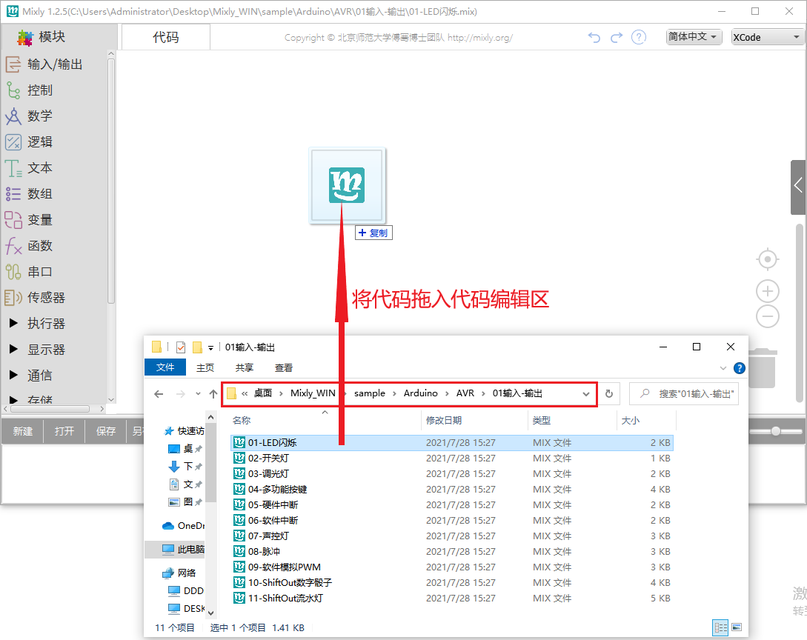 Mixly 1.2.5(C:\Users\Administrator\Desktop\Mixly_WIN\sample\Arduino\AVR\01输入-输出\01-LED闪烁.mix)
模块
代码
Copyright © 北京师范大学傅骞博士团队 http://mixly.org/
简体中文
XCode
输入/输出
控制
数学
逻辑
文本
数组
变量
函数
串口
传感器
执行器
显示器
通信
存储
复制
将代码拖入代码编辑区
新建
打开
保存
01输入-输出
文件
主页
共享
查看
« 桌面 › Mixly_WIN › sample › Arduino › AVR › 01输入-输出
搜索"01输入-输出"
名称 修改日期 类型 大小
快速访
桌
下
文
图
OneDr
此电脑
网络
DDD
DESK
01-LED闪烁 2021/7/28 15:27 MIX 文件 2 KB
02-开关灯 2021/7/28 15:27 MIX 文件 1 KB
03-调光灯 2021/7/28 15:27 MIX 文件 2 KB
04-多功能按键 2021/7/28 15:27 MIX 文件 4 KB
05-硬件中断 2021/7/28 15:27 MIX 文件 2 KB
06-软件中断 2021/7/28 15:27 MIX 文件 2 KB
07-声控灯 2021/7/28 15:27 MIX 文件 3 KB
08-脉冲 2021/7/28 15:27 MIX 文件 3 KB
09-软件模拟PWM 2021/7/28 15:27 MIX 文件 3 KB
10-ShiftOut数字骰子 2021/7/28 15:27 MIX 文件 4 KB
11-ShiftOut流水灯 2021/7/28 15:27 MIX 文件 5 KB
11 个项目 选中 1 个项目 1.41 KB
激
转到